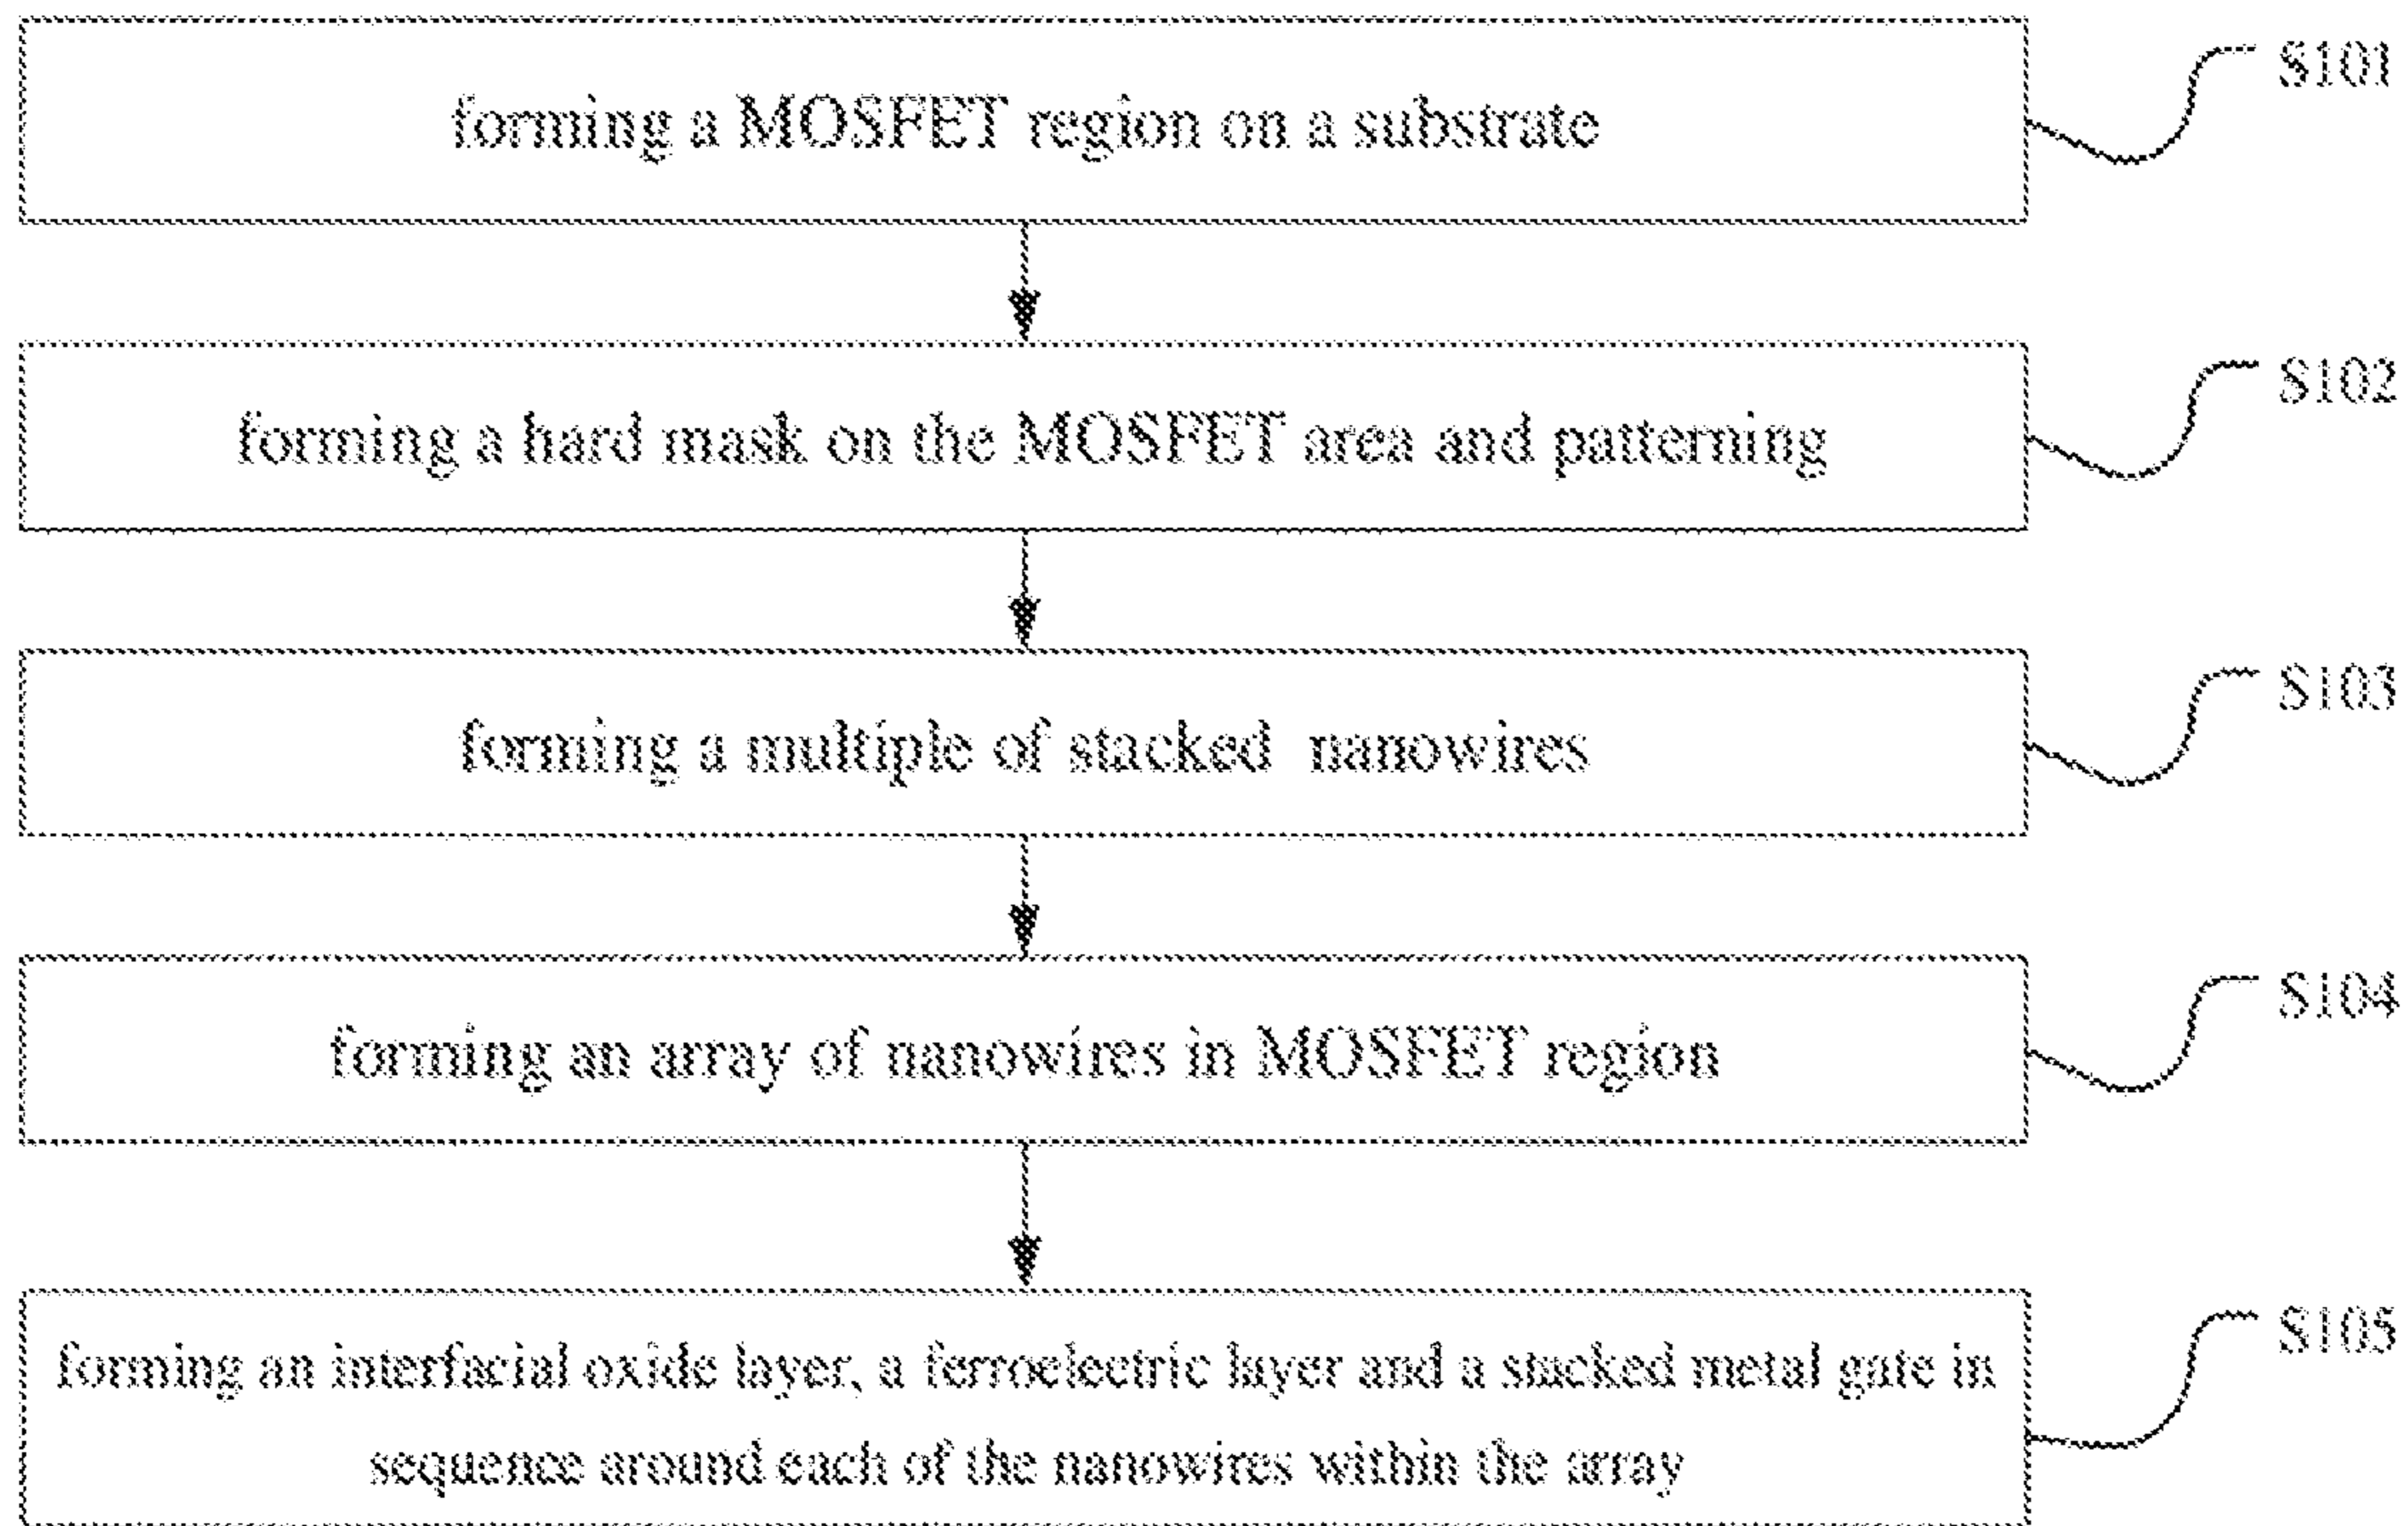 forming a MOSFET region on a substrate
S101
forming a hard mask on the MOSFET area and patterning
S102
forming a multiple of stacked nanowires
S103
forming an array of nanowires in MOSFET region
S104
forming an interfacial oxide layer, a ferroelectric layer and a stacked metal gate in
sequence around each of the nanowires within the array
S105